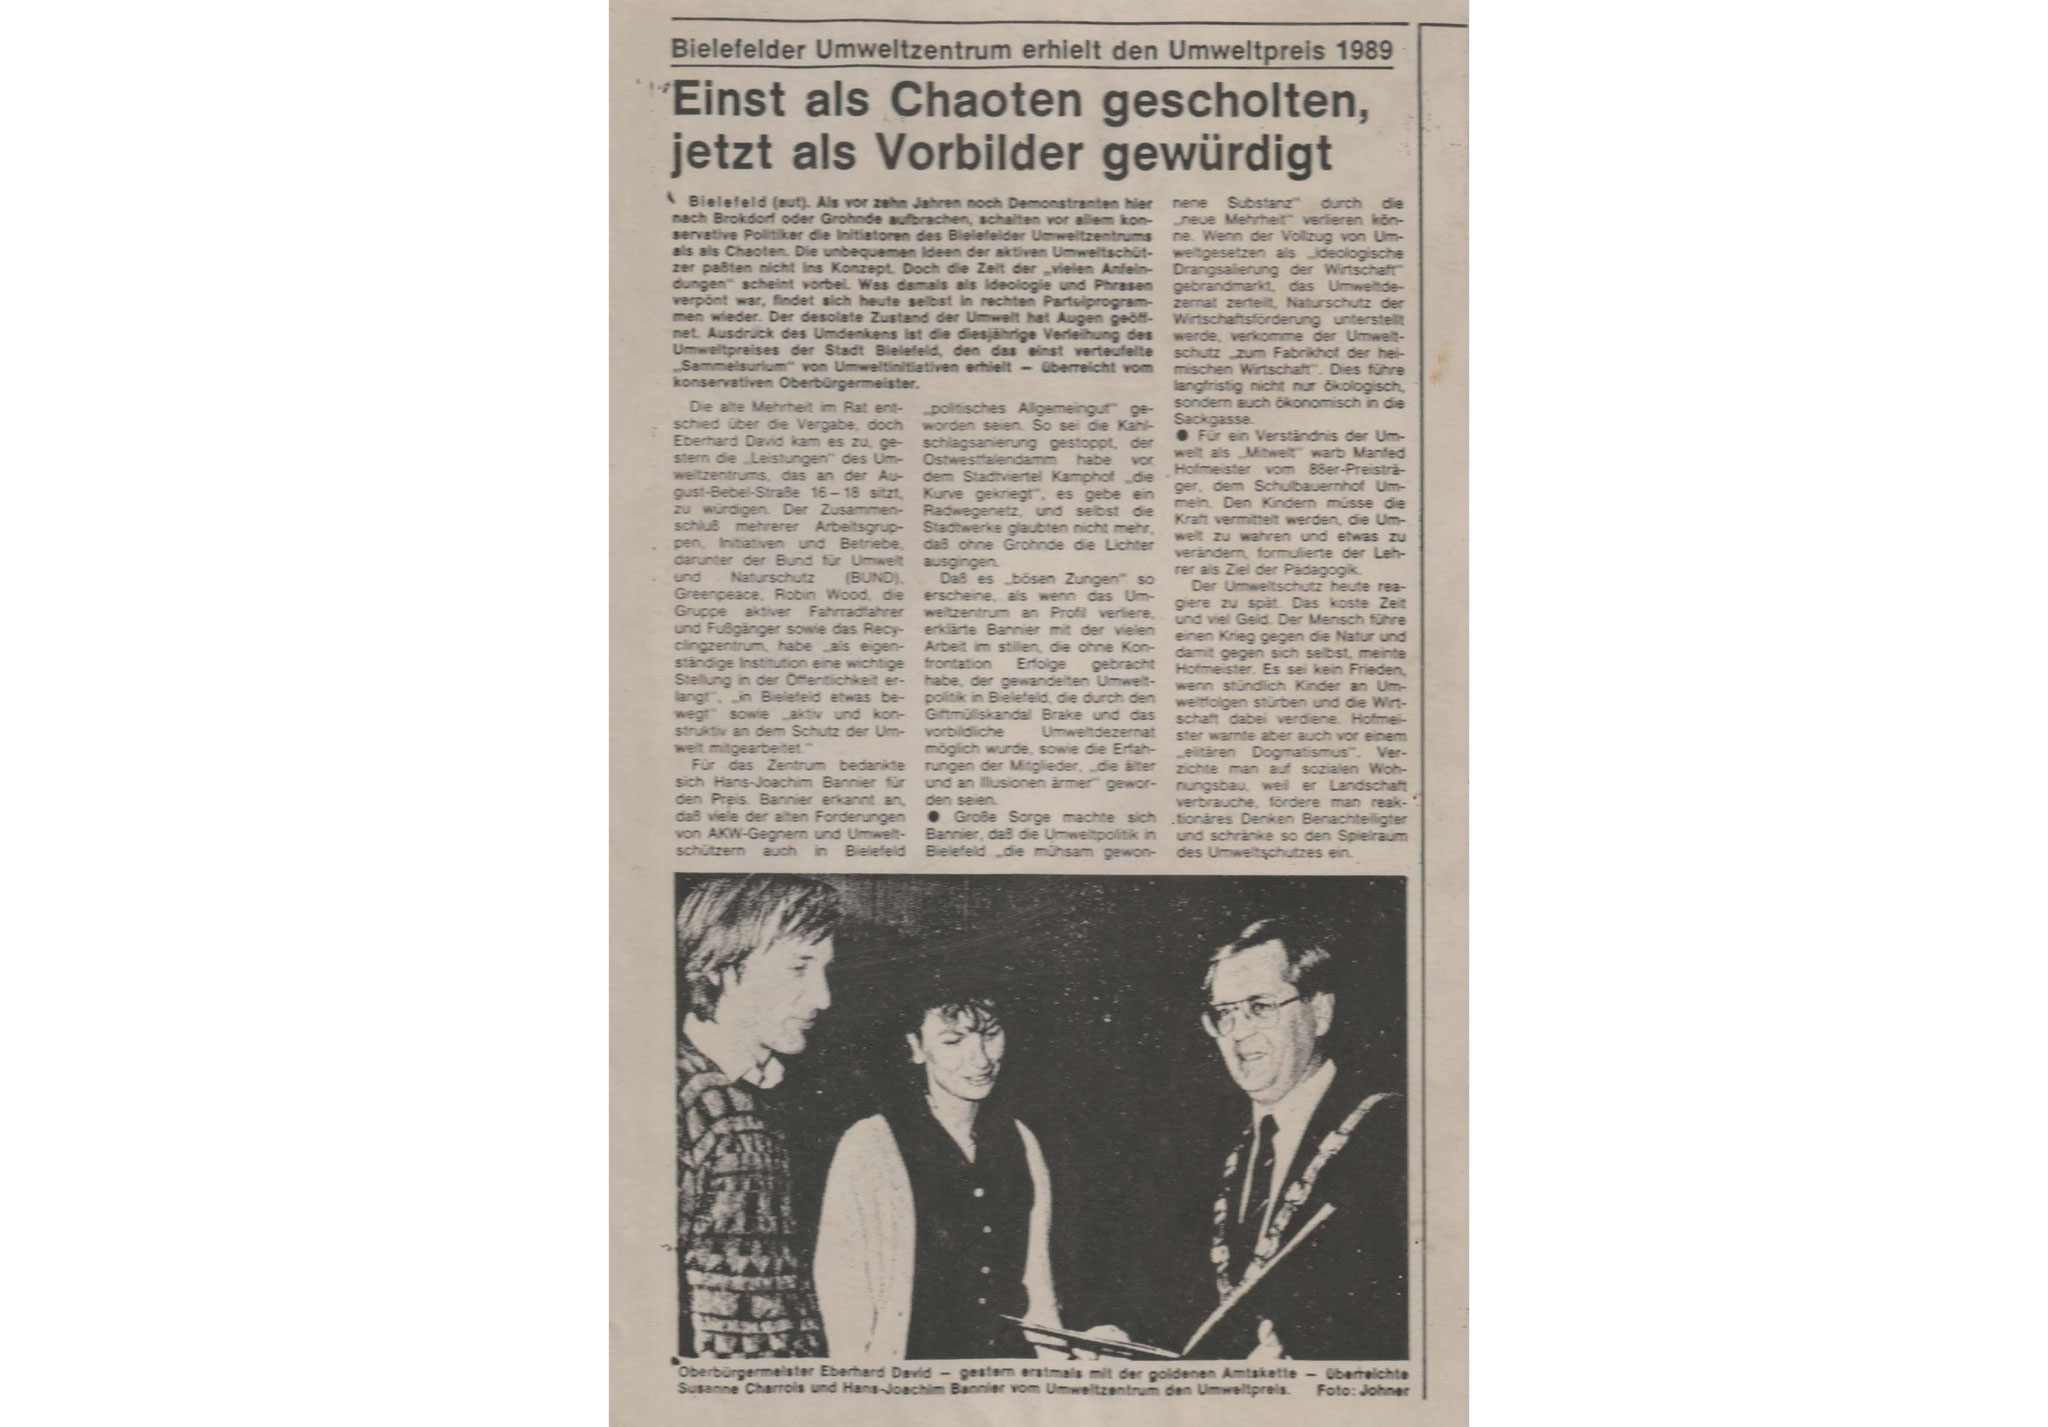 Bielefelder Umweltzentrum erhielt den Umweltpreis 1989
Einst als Chaoten gescholten,
jetzt als Vorbilder gewürdigt
Bielefeld (aut). Als vor zehn Jahren noch Demonstranten hier
nach Brokdorf oder Grohnde aufbrachen, schalten vor allem kon-
servative Politiker die Initiatoren des Bielefelder Umweltzentrums
als als Chaoten. Die unbequemen Ideen der aktiven Umweltschüt-
zer paßten nicht ins Konzept. Doch die Zeit der „vielen Anfein-
dungen“ scheint vorbei. Was damals als Ideologie und Phrasen
verpönt war, findet sich heute selbst in rechten Parteiprogram-
men wieder. Der desolate Zustand der Umwelt hat Augen geöff-
net. Ausdruck des Umdenkens ist die diesjährige Verleihung des
Umweltpreises der Stadt Bielefeld, den das einst verteufelte
„Sammelsurium“ von Umweltinitiativen erhielt – überreicht vom
konservativen Oberbürgermeister.
Die alte Mehrheit im Rat ent-
schied über die Vergabe, doch
Eberhard David kam es zu, ge-
stern die „Leistungen“ des Um-
weltzentrums, das an der Au-
gust-Bebel-Straße 16–18 sitzt,
zu würdigen. Der Zusammen-
schluß mehrerer Arbeitsgrup-
pen, Initiativen und Betriebe,
darunter der Bund für Umwelt
und Naturschutz (BUND),
Greenpeace, Robin Wood, die
Gruppe aktiver Fahrradfahrer
und Fußgänger sowie das Recy-
clingzentrum, habe „als eigen-
ständige Institution eine wichtige
Stellung in der Öffentlichkeit er-
langt“, „in Bielefeld etwas be-
wegt“ sowie „aktiv und kon-
struktiv an dem Schutz der Um-
welt mitgearbeitet.“
Für das Zentrum bedankte
sich Hans-Joachim Bannier für
den Preis. Bannier erkannt an,
daß viele der alten Forderungen
von AKW-Gegnern und Umwelt-
schützern auch in Bielefeld
„politisches Allgemeingut“ ge-
worden seien. So sei die Kahl-
schlagsanierung gestoppt, der
Ostwestfalendamm habe vor
dem Stadtviertel Kamphof „die
Kurve gekriegt“, es gebe ein
Radwegenetz, und selbst die
Stadtwerke glaubten nicht mehr,
daß ohne Grohnde die Lichter
ausgingen.
Daß es „bösen Zungen“ so
erscheine, als wenn das Um-
weltzentrum an Profil verliere,
erklärte Bannier mit der vielen
Arbeit im stillen, die ohne Kon-
frontation Erfolge gebracht
habe, der gewandelten Umwelt-
politik in Bielefeld, die durch den
Giftmüllskandal Brake und das
vorbildliche Umweltdezernat
möglich wurde, sowie die Erfah-
rungen der Mitglieder, „die älter
und an Illusionen ärmer“ gewor-
den seien.
● Große Sorge machte sich
Bannier, daß die Umweltpolitik in
Bielefeld „die mühsam gewon-
nene Substanz“ durch die
„neue Mehrheit“ verlieren kön-
ne. Wenn der Vollzug von Um-
weltgesetzen als „ideologische
Drangsalierung der Wirtschaft“
gebrandmarkt, das Umweltde-
zernat zerteilt, Naturschutz der
Wirtschaftsförderung unterstellt
werde, verkomme der Umwelt-
schutz „zum Fabrikhof der hei-
mischen Wirtschaft“. Dies führe
langfristig nicht nur ökologisch,
sondern auch ökonomisch in die
Sackgasse.
● Für ein Verständnis der Um-
welt als „Mitwelt“ warb Manfed
Hofmeister vom 88er-Preisträ-
ger, dem Schulbauernhof Um-
meln. Den Kindern müsse die
Kraft vermittelt werden, die Um-
welt zu wahren und etwas zu
verändern, formulierte der Leh-
rer als Ziel der Pädagogik.
Der Umweltschutz heute rea-
giere zu spät. Das koste Zeit
und viel Geld. Der Mensch führe
einen Krieg gegen die Natur und
damit gegen sich selbst, meinte
Hofmeister. Es sei kein Frieden,
wenn stündlich Kinder an Um-
weltfolgen stürben und die Wirt-
schaft dabei verdiene. Hofmei-
ster warnte aber auch vor einem
„elitären Dogmatismus“. Ver-
zichte man auf sozialen Woh-
nungsbau, weil er Landschaft
verbrauche, fördere man reak-
tionäres Denken Benachteiligter
und schränke so den Spielraum
des Umweltschutzes ein.
Oberbürgermeister Eberhard David – gestern erstmals mit der goldenen Amtskette – überreichte
Susanne Charrois und Hans-Joachim Bannier vom Umweltzentrum den Umweltpreis. Foto: Johner